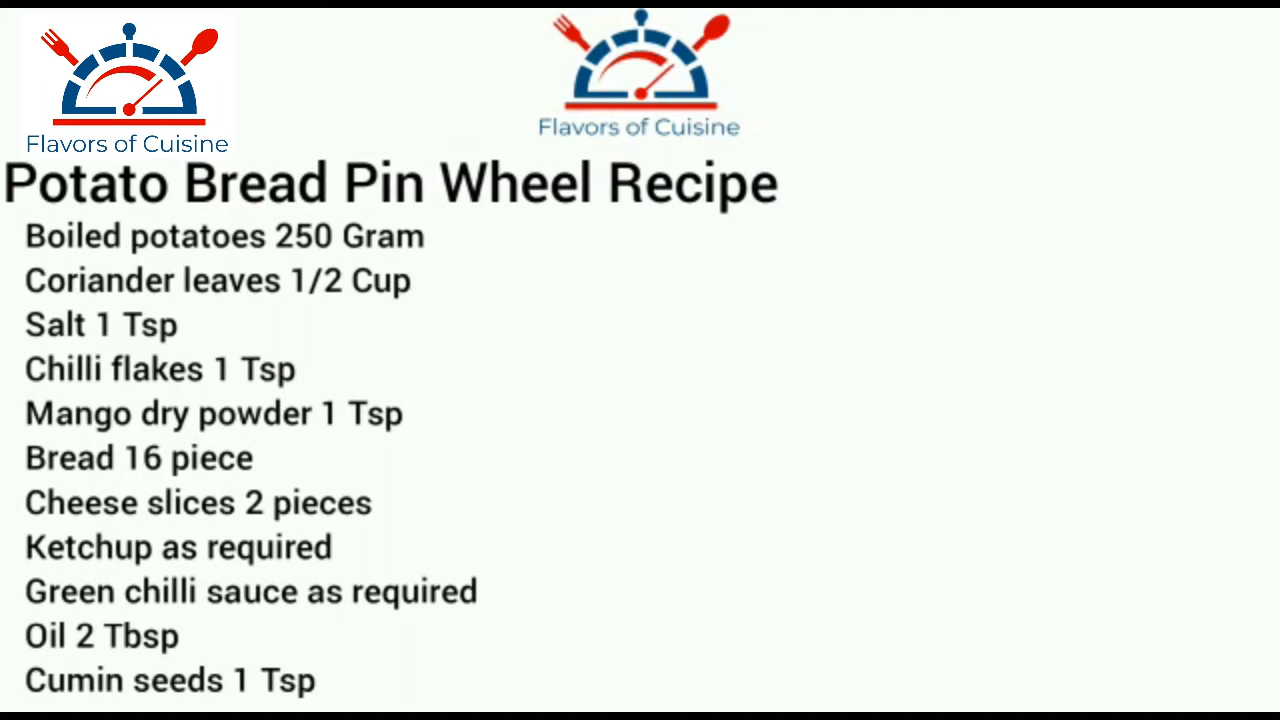 Flavors of Cuisine
Flavors of Cuisine
Potato Bread Pin Wheel Recipe
Boiled potatoes 250 Gram
Coriander leaves 1/2 Cup
Salt 1 Tsp
Chilli flakes 1 Tsp
Mango dry powder 1 Tsp
Bread 16 piece
Cheese slices 2 pieces
Ketchup as required
Green chilli sauce as required
Oil 2 Tbsp
Cumin seeds 1 Tsp